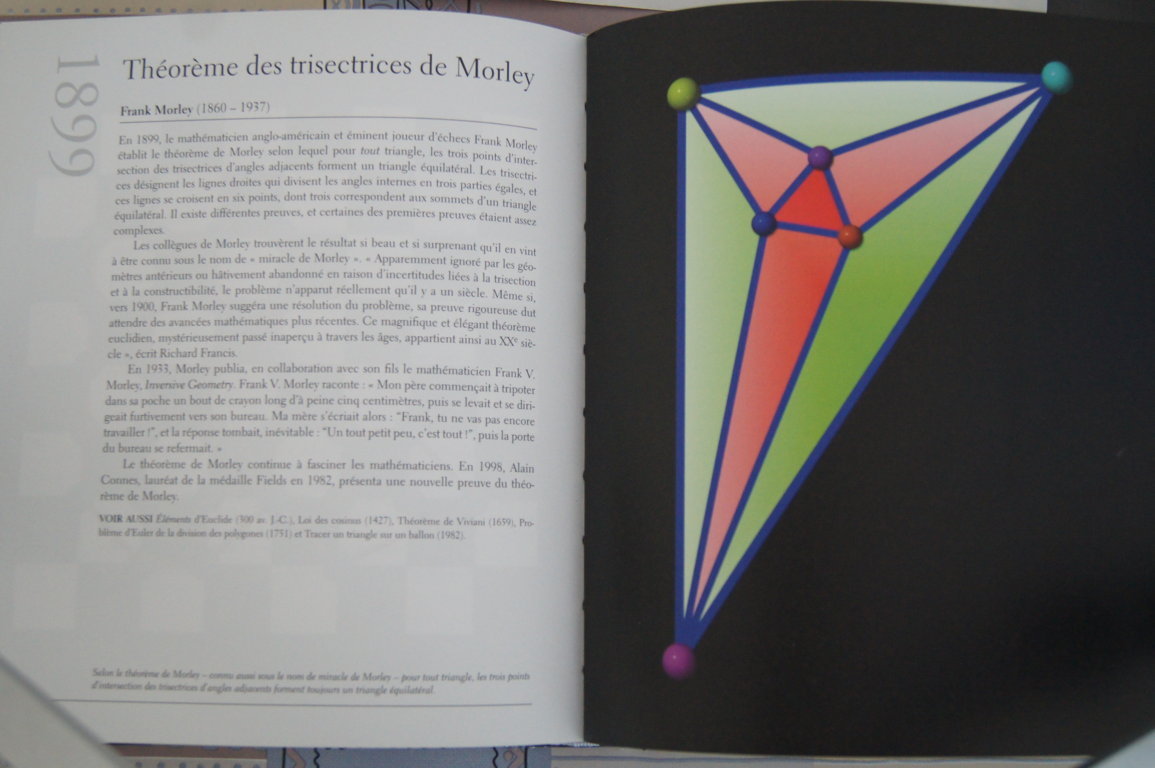 1899
Théorème des trisectrices de Morley
Frank Morley (1860 – 1937)
En 1899, le mathématicien anglo-américain et éminent joueur d'échecs Frank Morley
établit le théorème de Morley selon lequel pour tout triangle, les trois points d'inter-
section des trisectrices d'angles adjacents forment un triangle équilatéral. Les trisectri-
ces désignent les lignes droites qui divisent les angles internes en trois parties égales, et
ces lignes se croisent en six points, dont trois correspondent aux sommets d'un triangle
équilatéral. Il existe différentes preuves, et certaines des premières preuves étaient assez
complexes.
Les collègues de Morley trouvèrent le résultat si beau et si surprenant qu'il en vint
à être connu sous le nom de « miracle de Morley ». « Apparemment ignoré par les géo-
mètres antérieurs ou hâtivement abandonné en raison d'incertitudes liées à la trisection
et à la constructibilité, le problème n'apparut réellement qu'il y a un siècle. Même si,
vers 1900, Frank Morley suggéra une résolution du problème, sa preuve rigoureuse dut
attendre des avancées mathématiques plus récentes. Ce magnifique et élégant théorème
euclidien, mystérieusement passé inaperçu à travers les âges, appartient ainsi au XXe siè-
cle », écrit Richard Francis.
En 1933, Morley publia, en collaboration avec son fils le mathématicien Frank V.
Morley, Inversive Geometry. Frank V. Morley raconte : « Mon père commençait à tripoter
dans sa poche un bout de crayon long d'à peine cinq centimètres, puis se levait et se diri-
geait furtivement vers son bureau. Ma mère s'écriait alors : “Frank, tu ne vas pas encore
travailler !”, et la réponse tombait, inévitable : “Un tout petit peu, c'est tout !”, puis la porte
du bureau se refermait. »
Le théorème de Morley continue à fasciner les mathématiciens. En 1998, Alain
Connes, lauréat de la médaille Fields en 1982, présenta une nouvelle preuve du théo-
rème de Morley.
VOIR AUSSI Éléments d'Euclide (300 av. J.-C.), Loi des cosinus (1427), Théorème de Viviani (1659), Pro-
blème d'Euler de la division des polygones (1751) et Tracer un triangle sur un ballon (1982).
Selon le théorème de Morley – connu aussi sous le nom de miracle de Morley – pour tout triangle, les trois points
d'intersection des trisectrices d'angles adjacents forment toujours un triangle équilatéral.